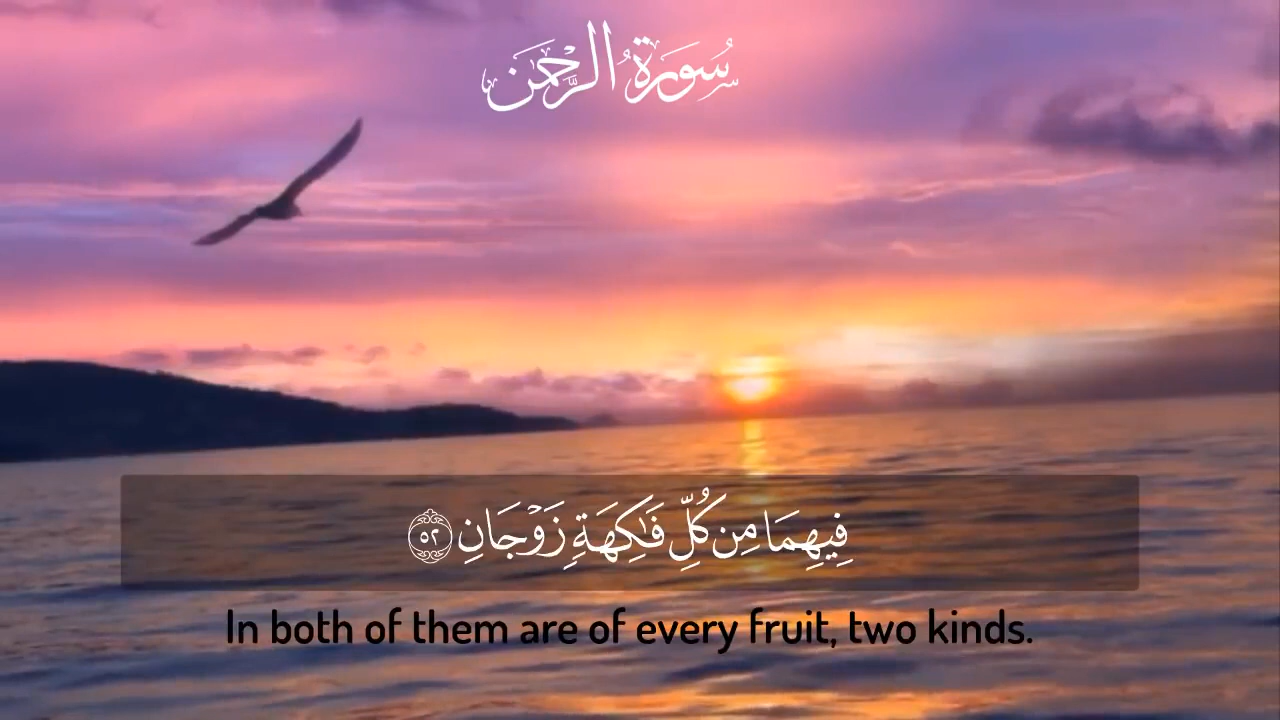 سُورَةُ الرَّحْمَٰن
فِيهِمَا مِن كُلِّ فَـٰكِهَةٍ زَوْجَانِ ٥٢
In both of them are of every fruit, two kinds.